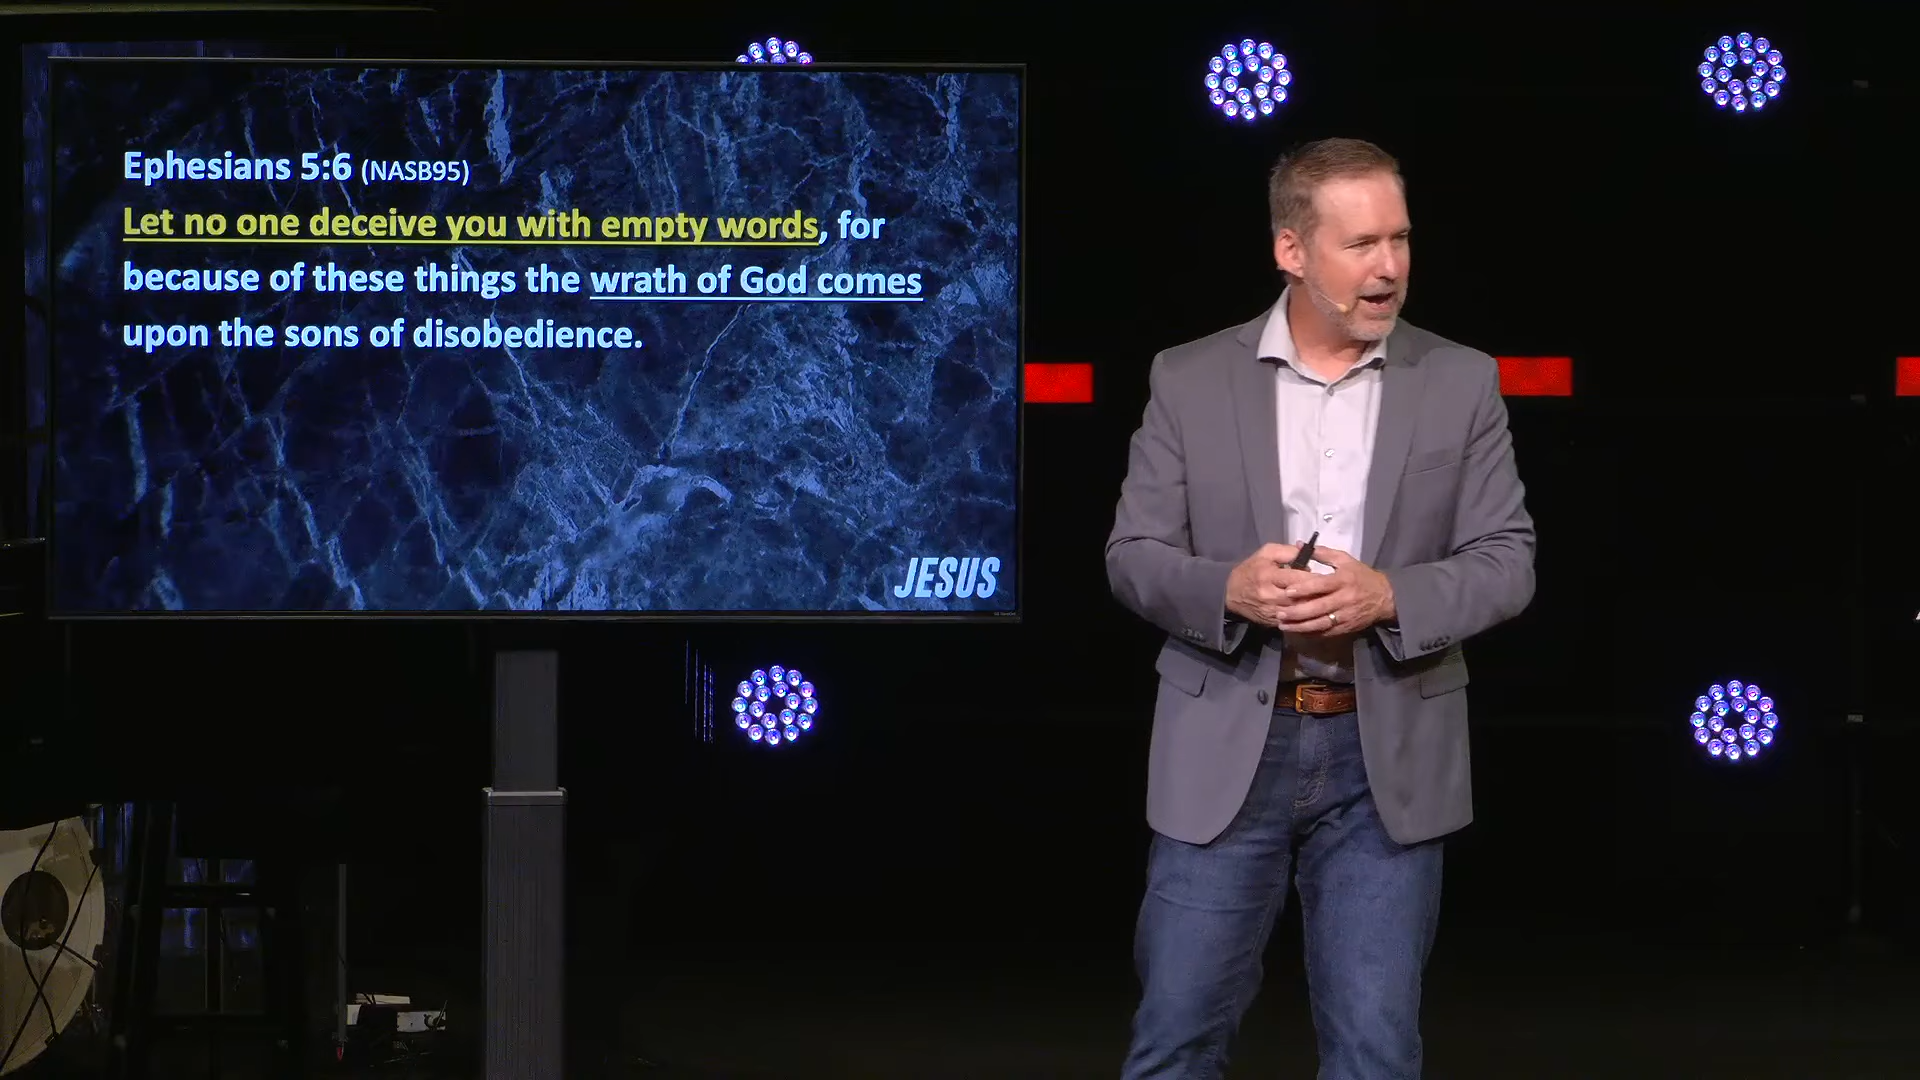 Ephesians 5:6 (NASB95)
Let no one deceive you with empty words, for
because of these things the wrath of God comes
upon the sons of disobedience.
JESUS